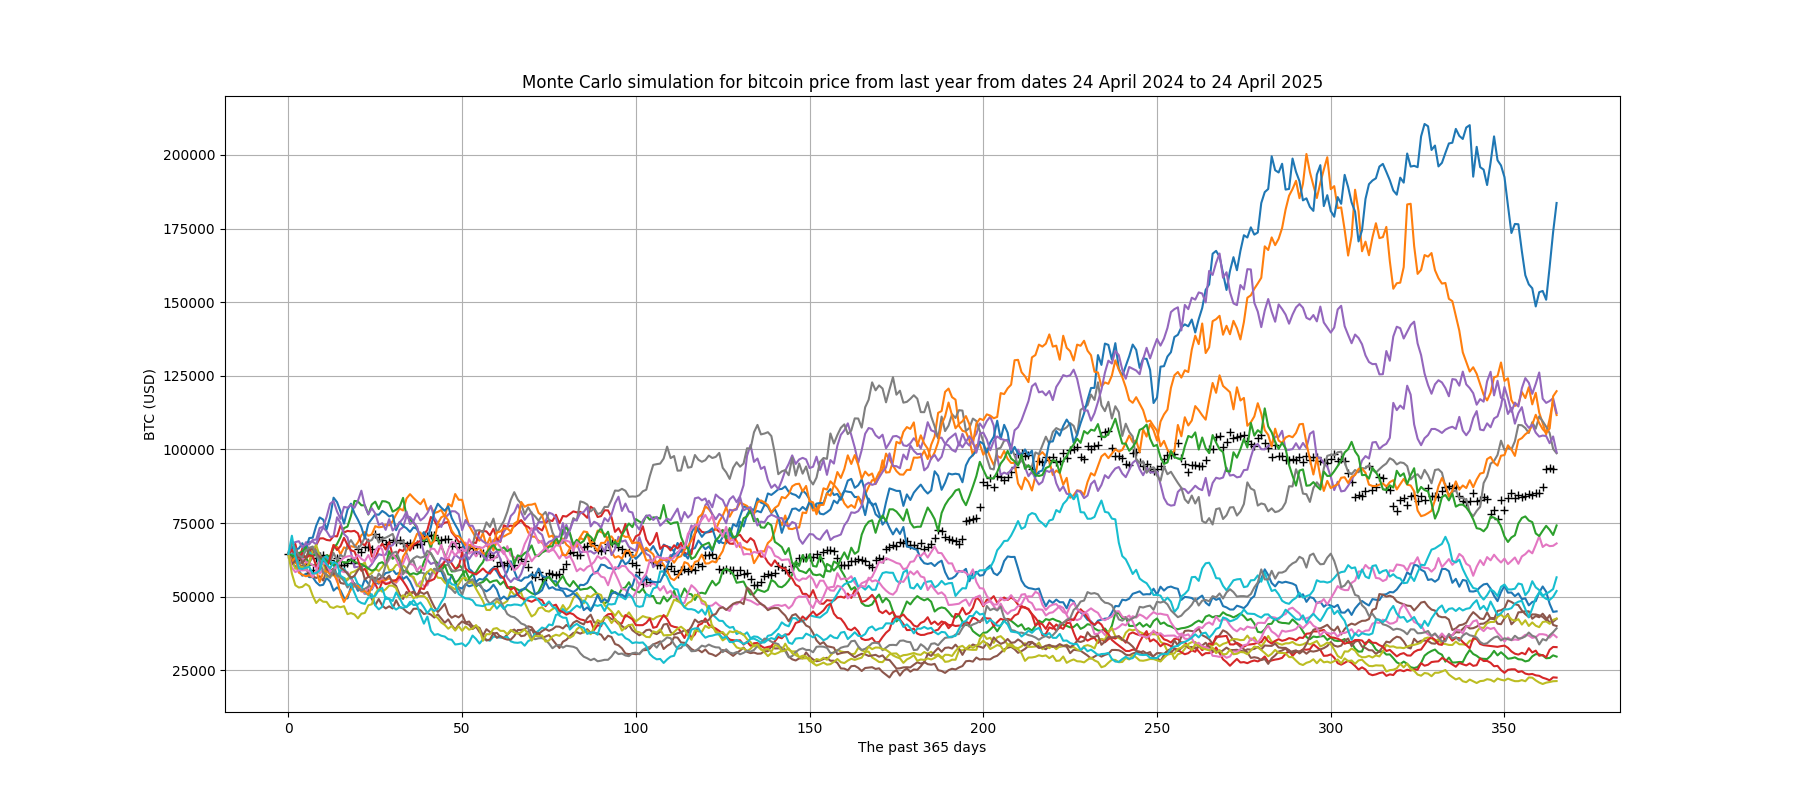 Monte Carlo simulation for bitcoin price from last year from dates 24 April 2024 to 24 April 2025
200000
175000
150000
125000
100000
75000
50000
25000
BTC (USD)
0 50 100 150 200 250 300 350
The past 365 days